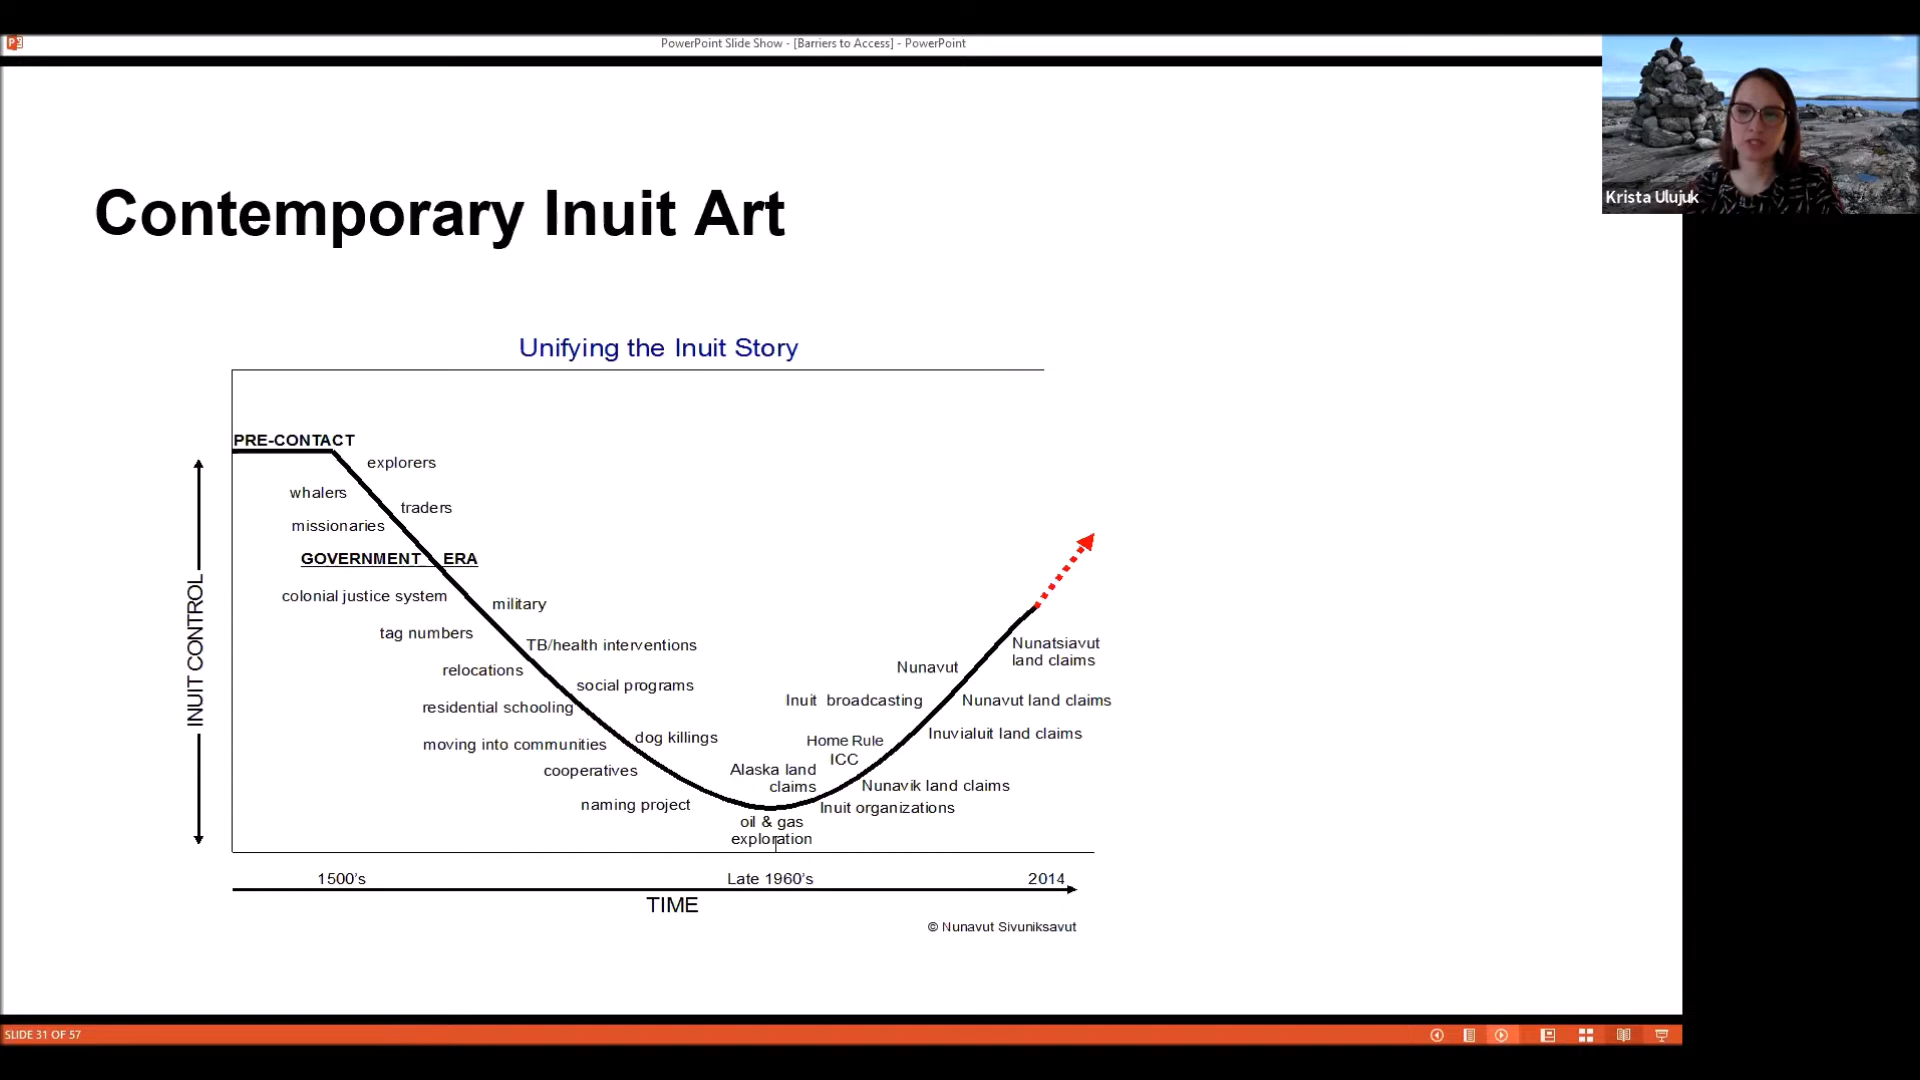 PowerPoint Slide Show - [Barriers to Access] - PowerPoint
Krista Ulujuk
Contemporary Inuit Art
Unifying the Inuit Story
PRE-CONTACT
explorers
whalers
traders
missionaries
GOVERNMENT ERA
colonial justice system
military
tag numbers
TB/health interventions
relocations
social programs
residential schooling
dog killings
moving into communities
cooperatives
naming project
oil & gas
exploration
Alaska land
claims
Inuit organizations
Home Rule
ICC
Nunavik land claims
Inuvialuit land claims
Inuit broadcasting
Nunavut land claims
Nunavut
Nunatsiavut
land claims
INUIT CONTROL
1500's
Late 1960's
2014
TIME
© Nunavut Sivuniksavut
SLIDE 31 OF 57